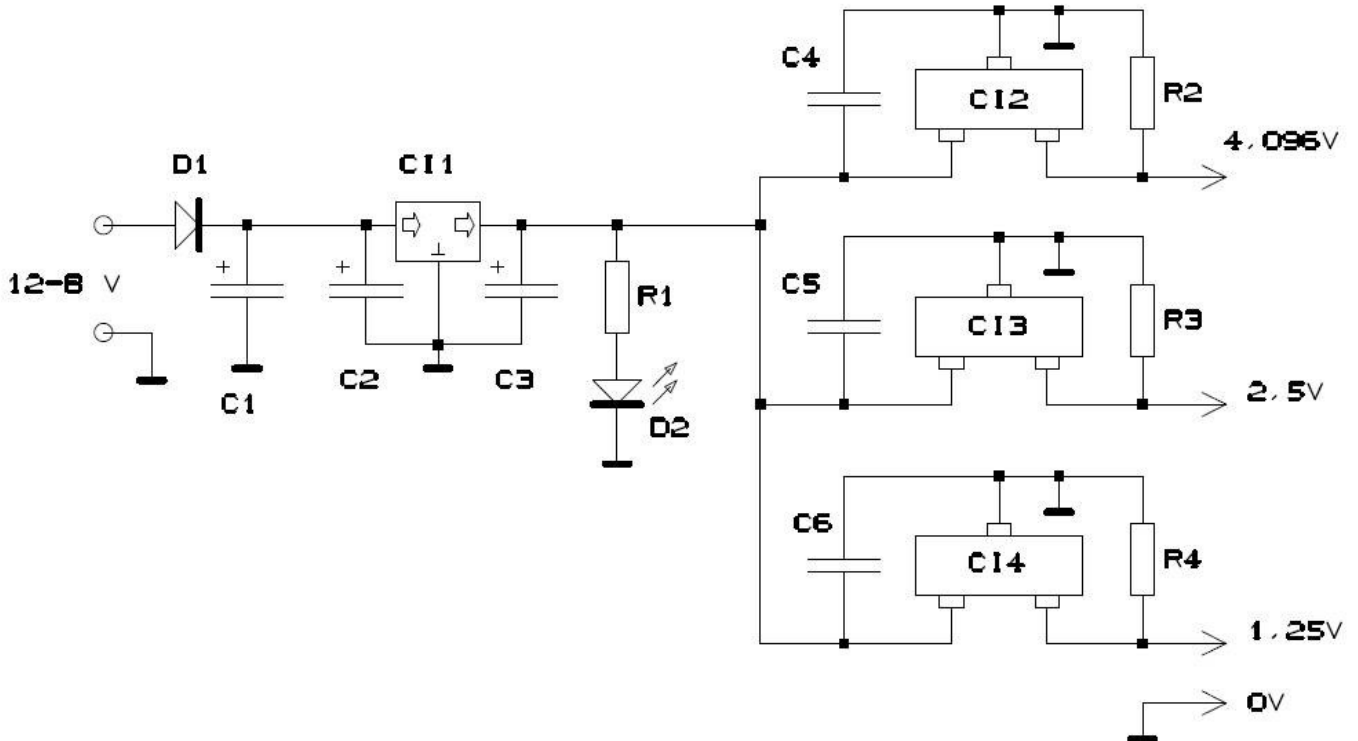 C4
CI2
R2
4,096V
D1
CI1
12-8 V
C1
C2
C3
R1
D2
C5
CI3
R3
2,5V
C6
CI4
R4
1,25V
0V